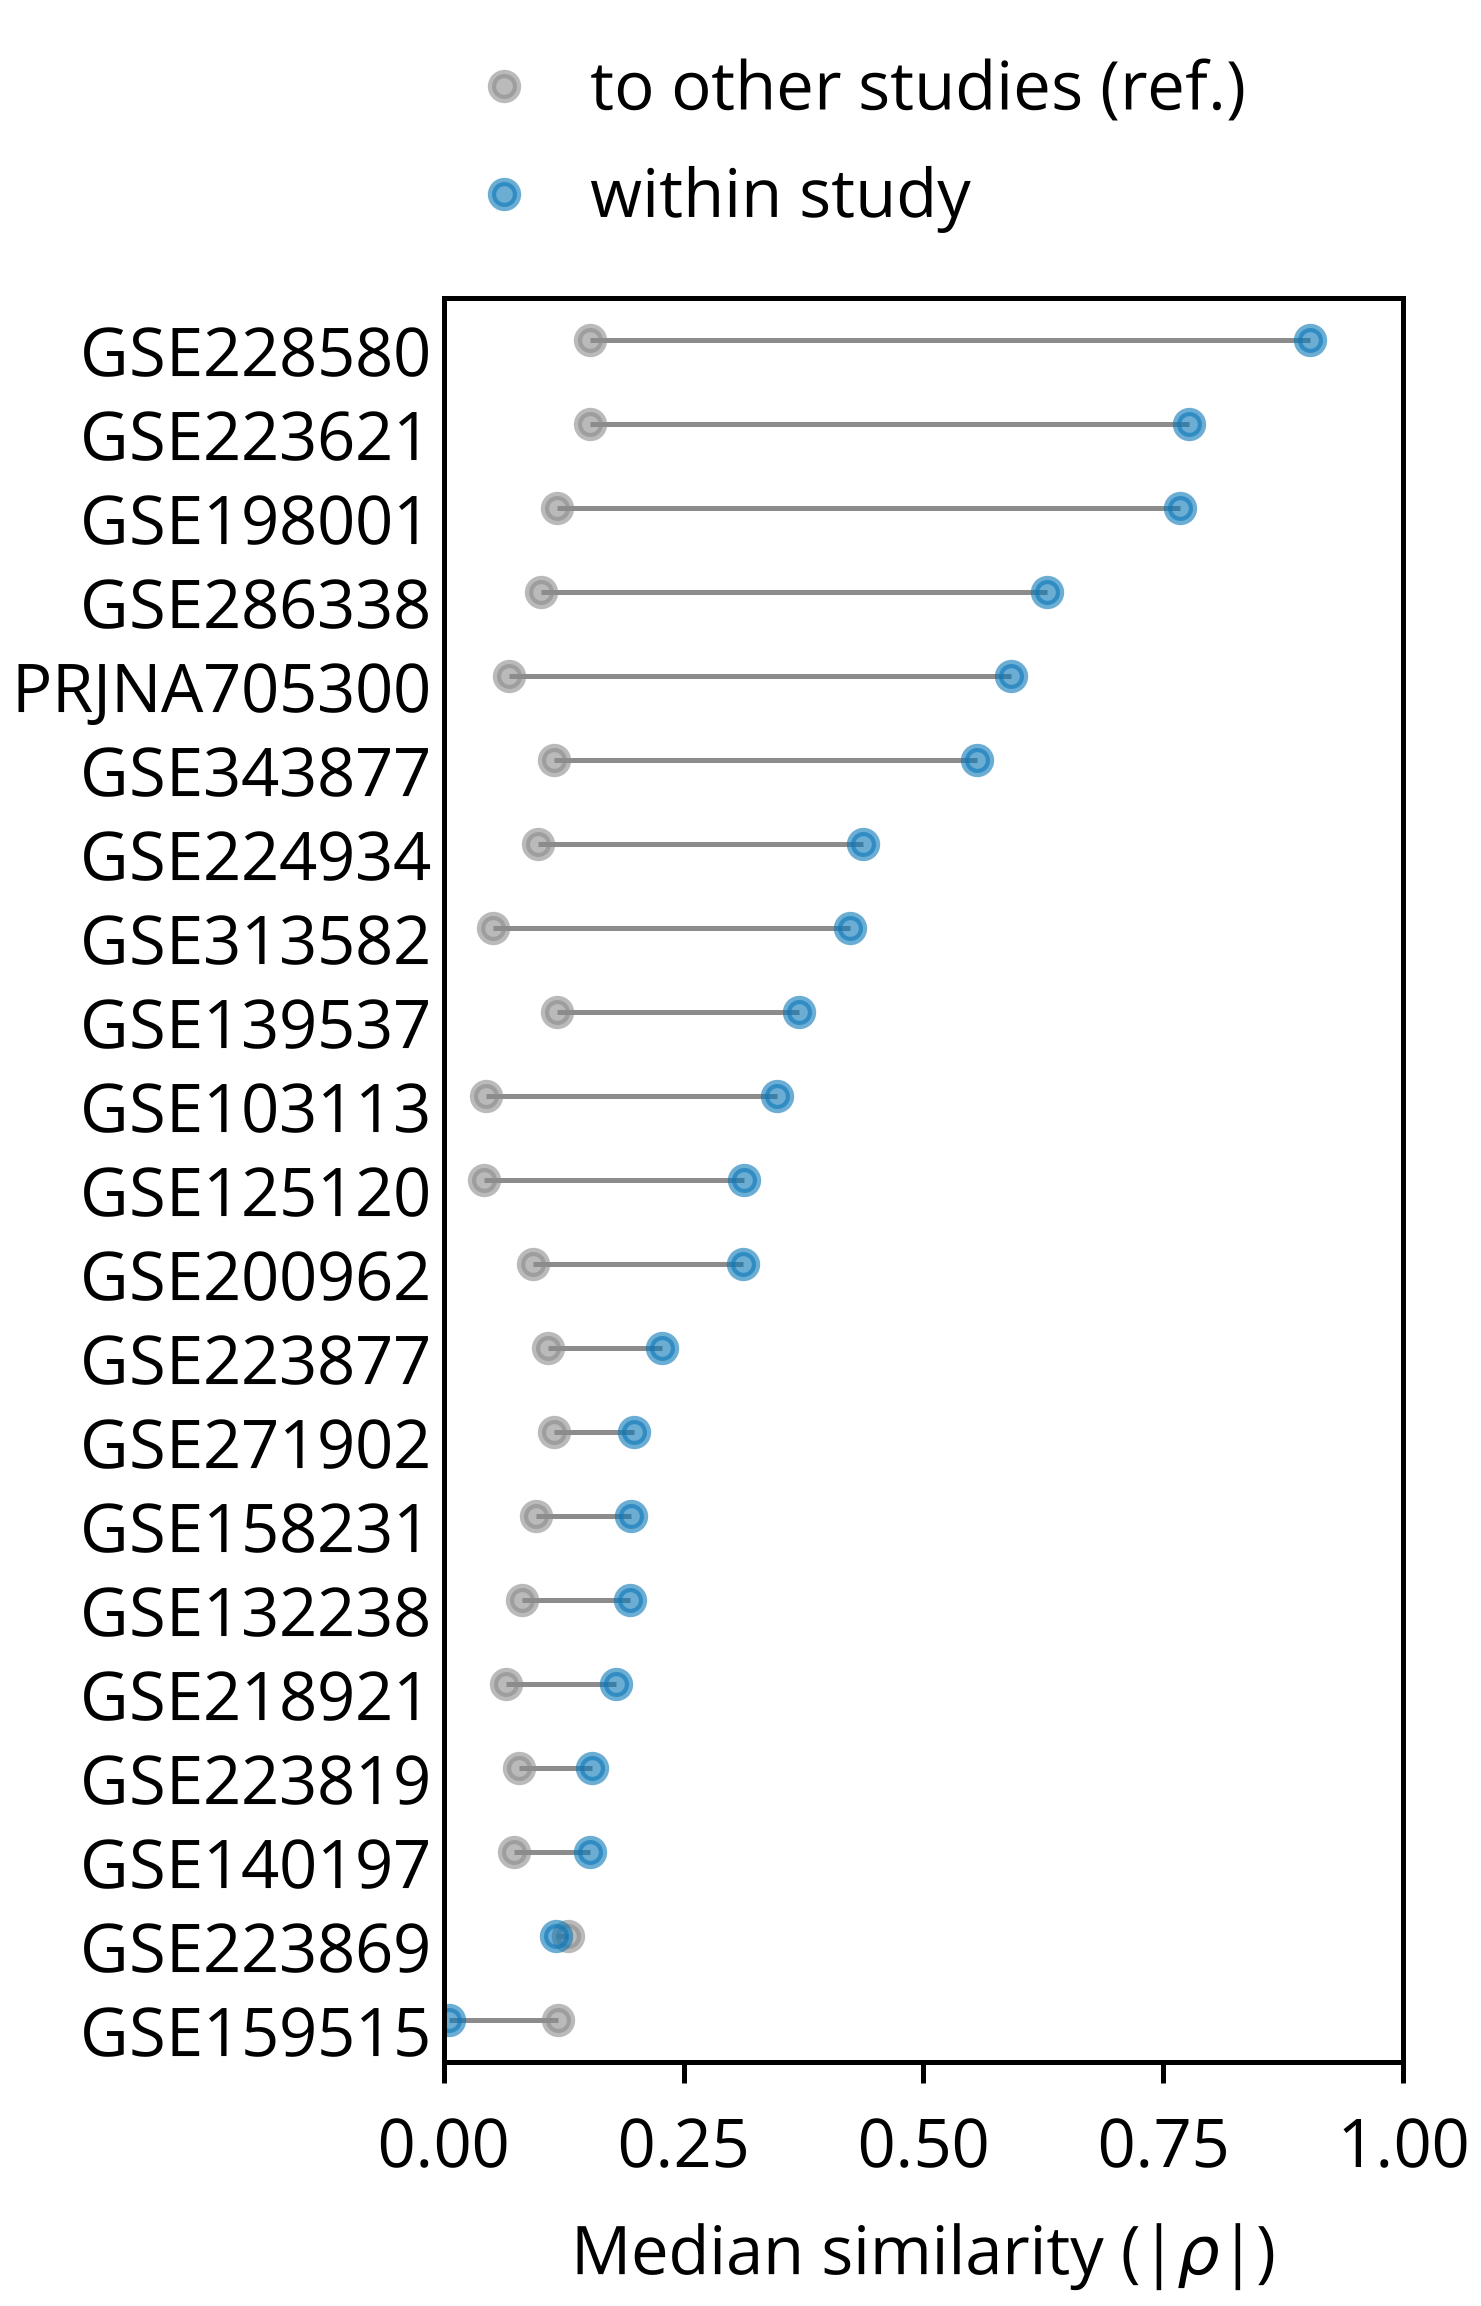 to other studies (ref.)
within study
GSE228580
GSE223621
GSE198001
GSE286338
PRJNA705300
GSE343877
GSE224934
GSE313582
GSE139537
GSE103113
GSE125120
GSE200962
GSE223877
GSE271902
GSE158231
GSE132238
GSE218921
GSE223819
GSE140197
GSE223869
GSE159515
0.00 0.25 0.50 0.75 1.00
Median similarity (|ρ|)